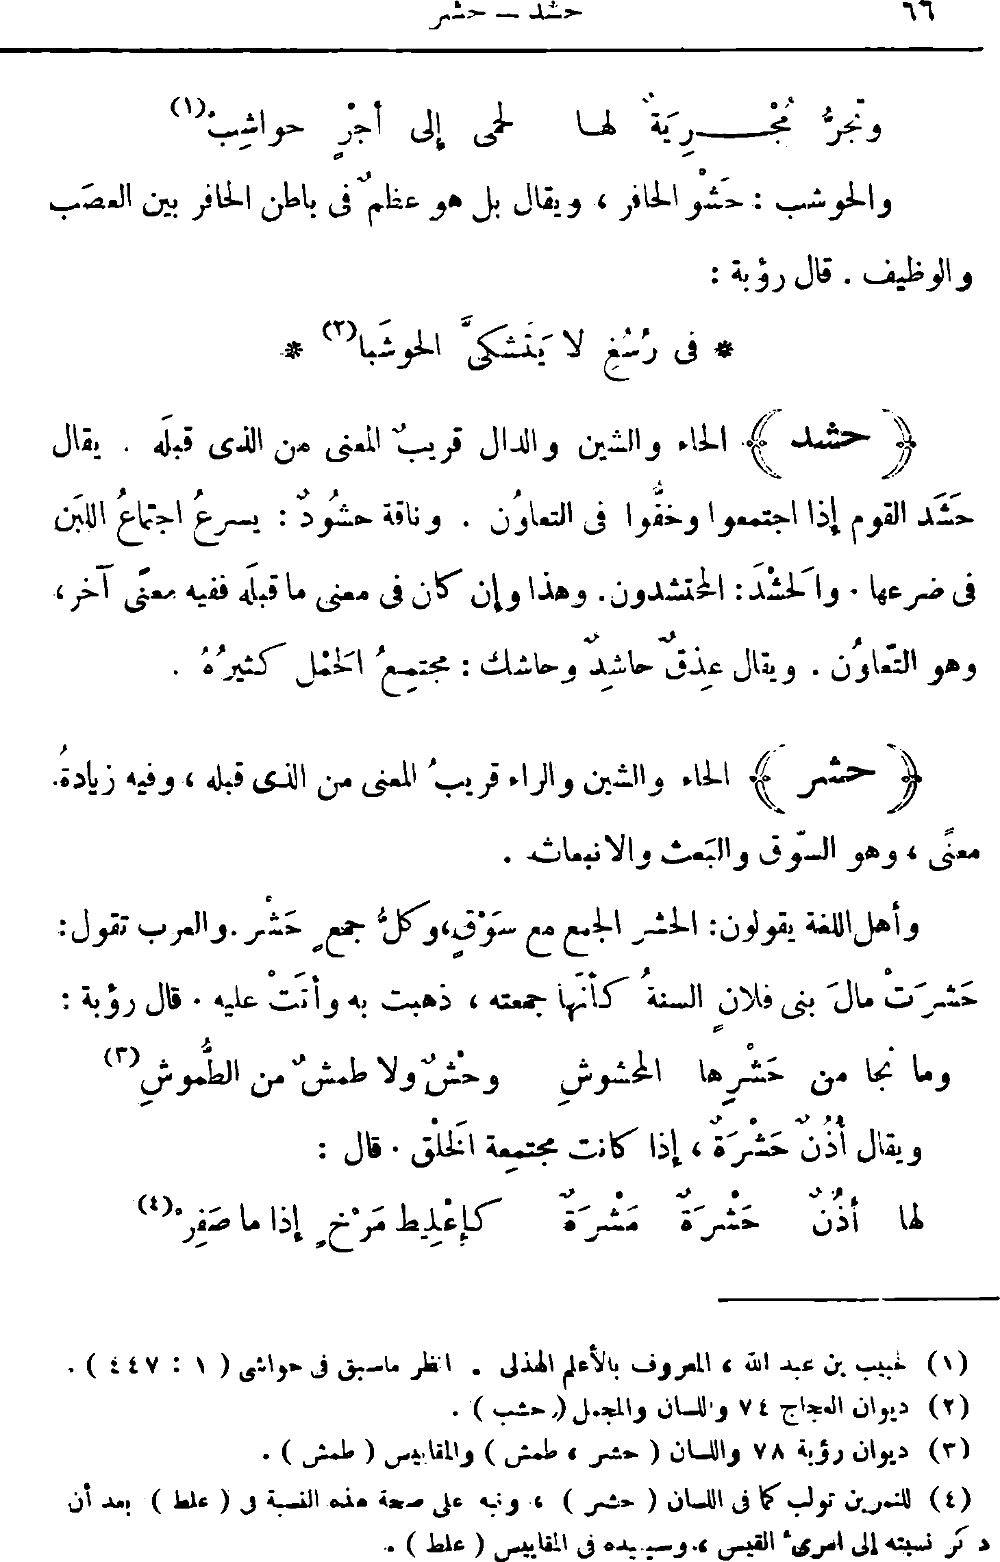 ٦٦ حشد — حشر
وتجرُّ مُجْـــرِيَةٌ لهـا لحمى إلى أجْرٍ حواشِبْ(١)
والحوشب : حَشْو الحافر ، ويقال بل هو عظمٌ فى باطن الحافر بين العصَب
والوظيف . قال رؤبة :
* فى رُسُغٍ لا يَتَشكَّى الحوشَبا(٢) *
﴿ حشد ﴾ الحاء والشين والدال قريبٌ المعنى من الذى قبلَه . يقال
حَشَد القوم إذا اجتمعوا وخفُّوا فى التعاوُن . وناقة حشُودٌ : يسرعُ اجتماعُ اللبَن
فى ضرعها . والحَشْد : المحتشدون . وهذا وإن كان فى معنى ما قبلَه ففيه معنًى آخر ،
وهو التّعاوُن . ويقال عِذقٌ حاشِدٌ وحاشك : مجتمِعُ الحَمْل كثيرُهُ .
﴿ حشر ﴾ الحاء والشين والراء قريبُ المعنى من الذى قبله ، وفيه زيادةُ
معنًى ، وهو السّوق والبَعث والانبعاث .
وأهل اللغة يقولون : الحشر الجمع مع سَوْقٍ ، وكلُّ جمعٍ حَشْر . والعرب تقول :
حَشرَتْ مالَ بنى فلانٍ السنةُ كأنّها جمعته ، ذهبت به وأتَتْ عليه . قال رؤبة :
وما نجا من حَشْرِها المحشوشِ وحْشٌ ولا طمشٌ من الطُّموشِ(٣)
ويقال أُذُنٌ حَشْرَةٌ ، إذا كانت مجتمِعة الخَلْق . قال :
لها أذُنٌ حَشْرَةٌ مَشْرَةٌ كإعْلِيط مَرْخٍ إذا ما صَفِرْ(٤)
(١) لحبيب بن عبد الله ، المعروف بالأعلم الهذلى . انظر ماسبق فى حواشى ( ١ : ٤٤٧ ) .
(٢) ديوان العجاج ٧٤ واللسان والمجمل ( حشب ) .
(٣) ديوان رؤبة ٧٨ واللسان ( حشر ، طمش ) والمقاييس ( طمش ) .
(٤) للنمر بن تولب كما فى اللسان ( حشر ) ، ونبه على صحة هذه النسبة فى ( علط ) بعد أن
ذكر نسبته إلى امرئ القيس ، وسيعيده فى المقاييس ( علط ) .